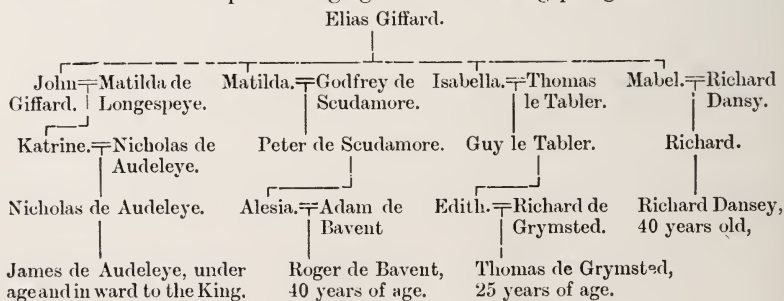 Elias Giffard.
John=Matilda de Matilda.=Godfrey de Isabella.=Thomas Mabel.=Richard
Giffard. Longespeye. Scudamore. le Tabler. Dansy.
Katrine.=Nicholas de Peter de Scudamore. Guy le Tabler. Richard.
Audeleye.
Nicholas de Audeleye. Alesia.=Adam de Edith.=Richard de Richard Dansey,
Bavent Grymsted. 40 years old,
James de Audeleye, under Roger de Bavent, Thomas de Grymsted,
age and in ward to the King. 40 years of age. 25 years of age.